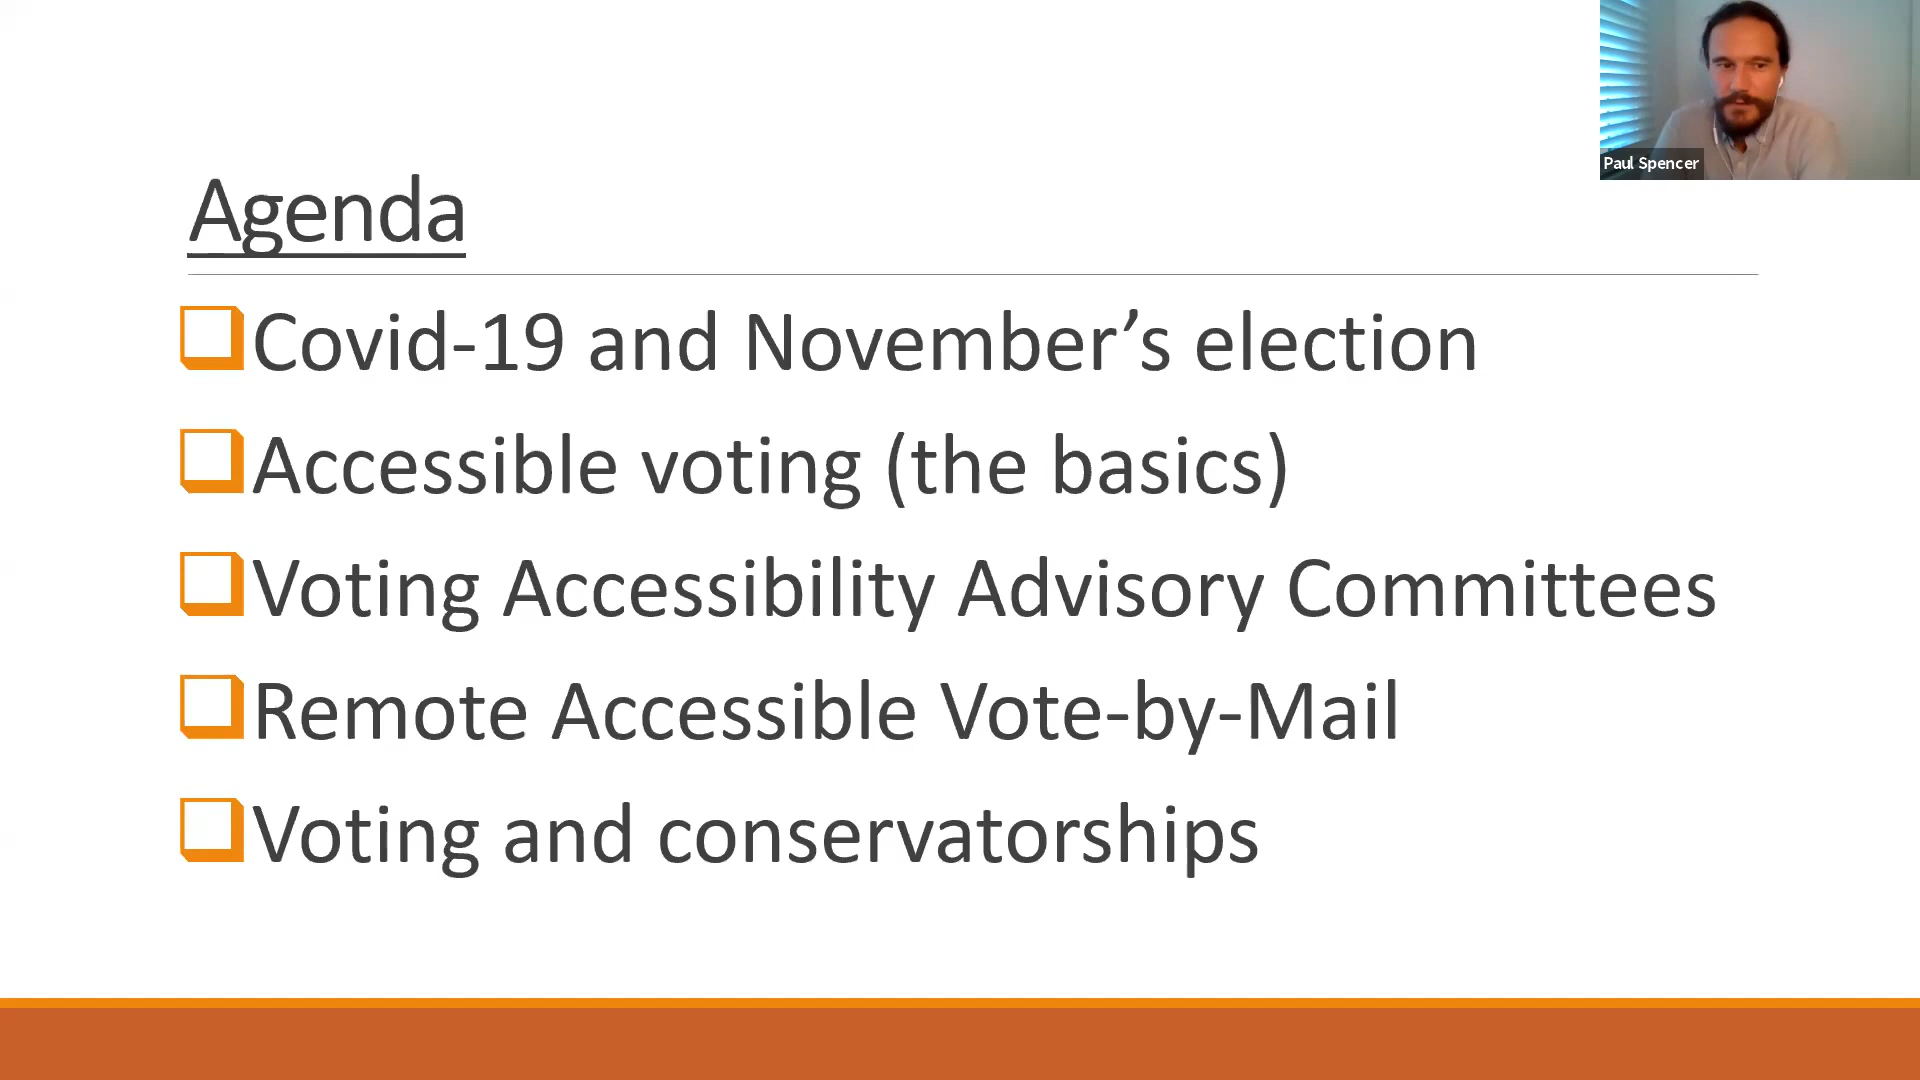 Paul Spencer
Agenda
Covid-19 and November’s election
Accessible voting (the basics)
Voting Accessibility Advisory Committees
Remote Accessible Vote-by-Mail
Voting and conservatorships